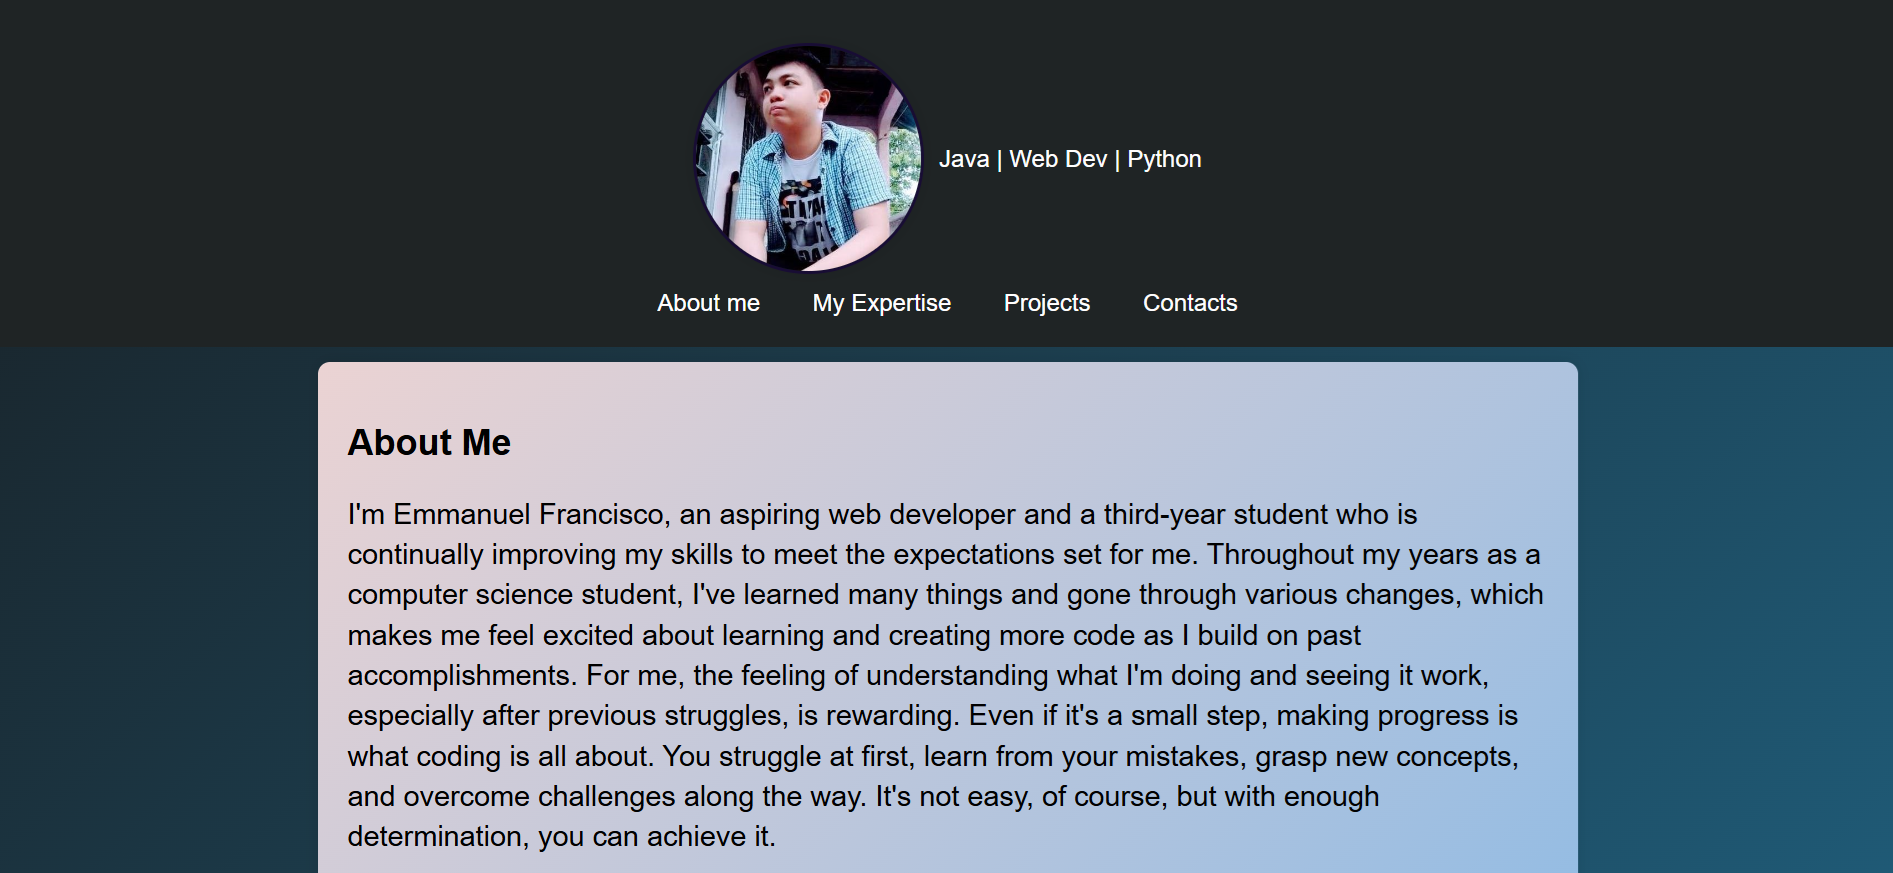 Java | Web Dev | Python
About me My Expertise Projects Contacts
About Me
I'm Emmanuel Francisco, an aspiring web developer and a third-year student who is
continually improving my skills to meet the expectations set for me. Throughout my years as a
computer science student, I've learned many things and gone through various changes, which
makes me feel excited about learning and creating more code as I build on past
accomplishments. For me, the feeling of understanding what I'm doing and seeing it work,
especially after previous struggles, is rewarding. Even if it's a small step, making progress is
what coding is all about. You struggle at first, learn from your mistakes, grasp new concepts,
and overcome challenges along the way. It's not easy, of course, but with enough
determination, you can achieve it.